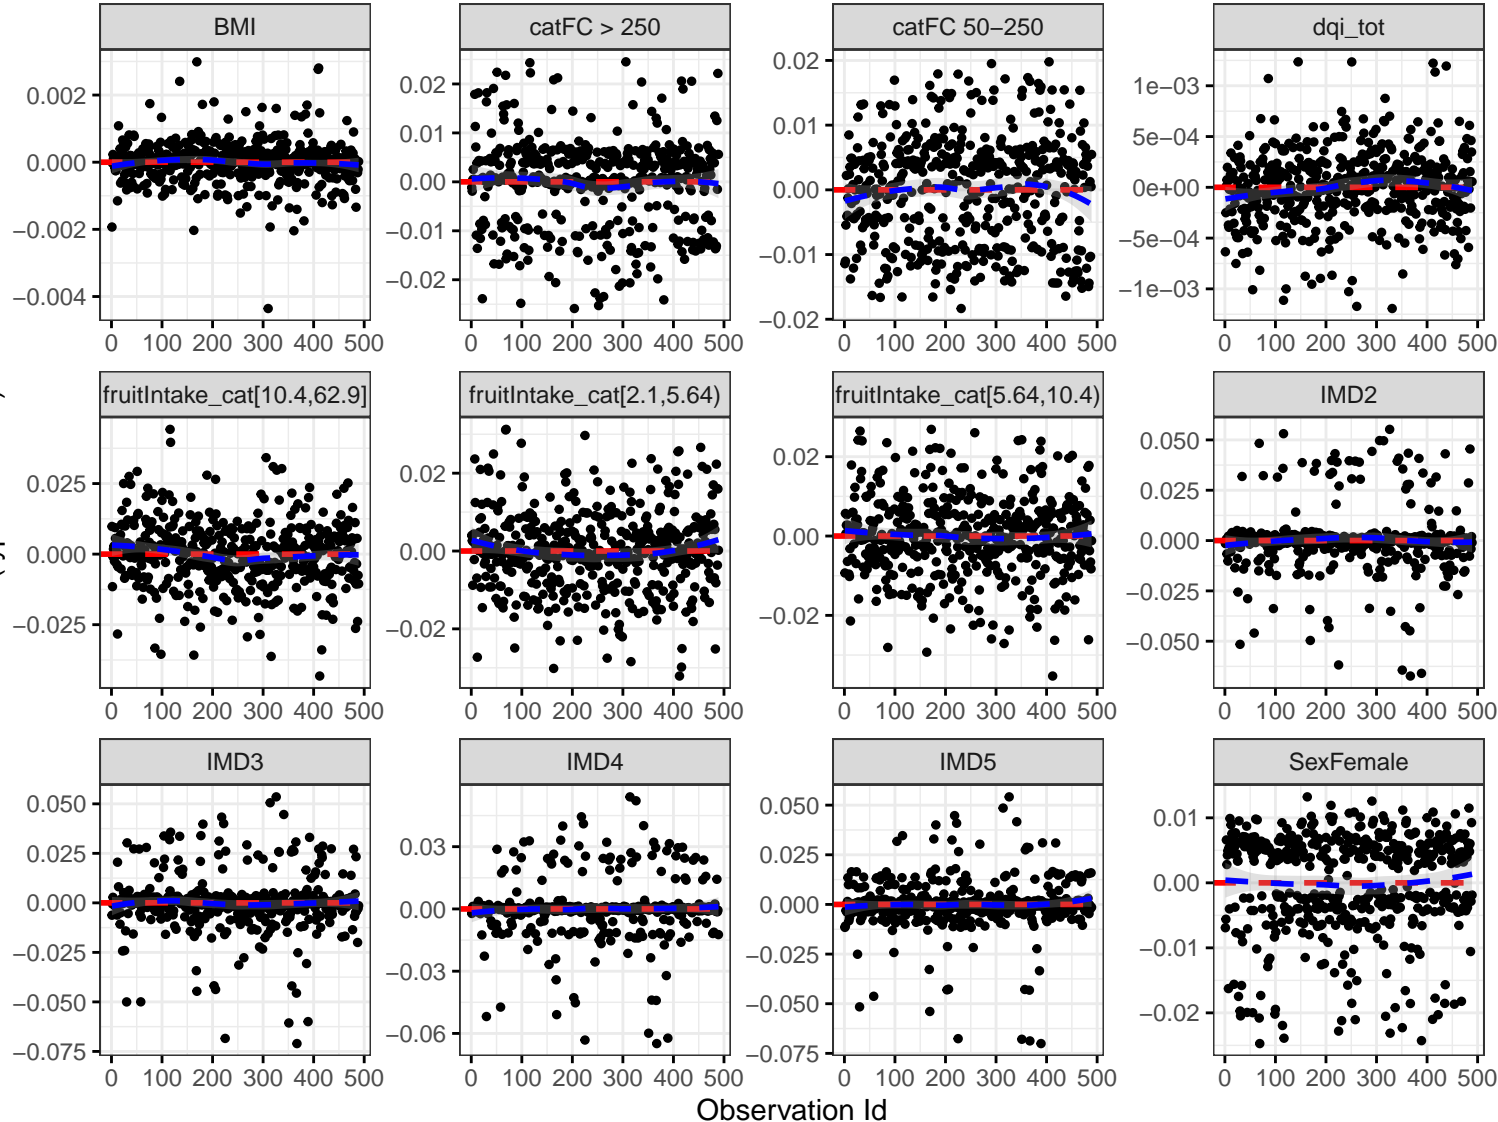 BMI
catFC > 250
catFC 50−250
dqi_tot
0.002
0.000
−0.002
−0.004
0 100 200 300 400 500
0.02
0.01
0.00
−0.01
−0.02
0 100 200 300 400 500
0.02
0.01
0.00
−0.01
−0.02
0 100 200 300 400 500
1e−03
5e−04
0e+00
−5e−04
−1e−03
0 100 200 300 400 500
fruitIntake_cat[10.4,62.9]
fruitIntake_cat[2.1,5.64)
fruitIntake_cat[5.64,10.4)
IMD2
0.025
0.000
−0.025
0 100 200 300 400 500
0.02
0.00
−0.02
0 100 200 300 400 500
0.02
0.00
−0.02
0 100 200 300 400 500
0.050
0.025
0.000
−0.025
−0.050
0 100 200 300 400 500
IMD3
IMD4
IMD5
SexFemale
0.050
0.025
0.000
−0.025
−0.050
−0.075
0 100 200 300 400 500
0.03
0.00
−0.03
−0.06
0 100 200 300 400 500
0.050
0.025
0.000
−0.025
−0.050
−0.075
0 100 200 300 400 500
0.01
0.00
−0.01
−0.02
0 100 200 300 400 500
Observation Id